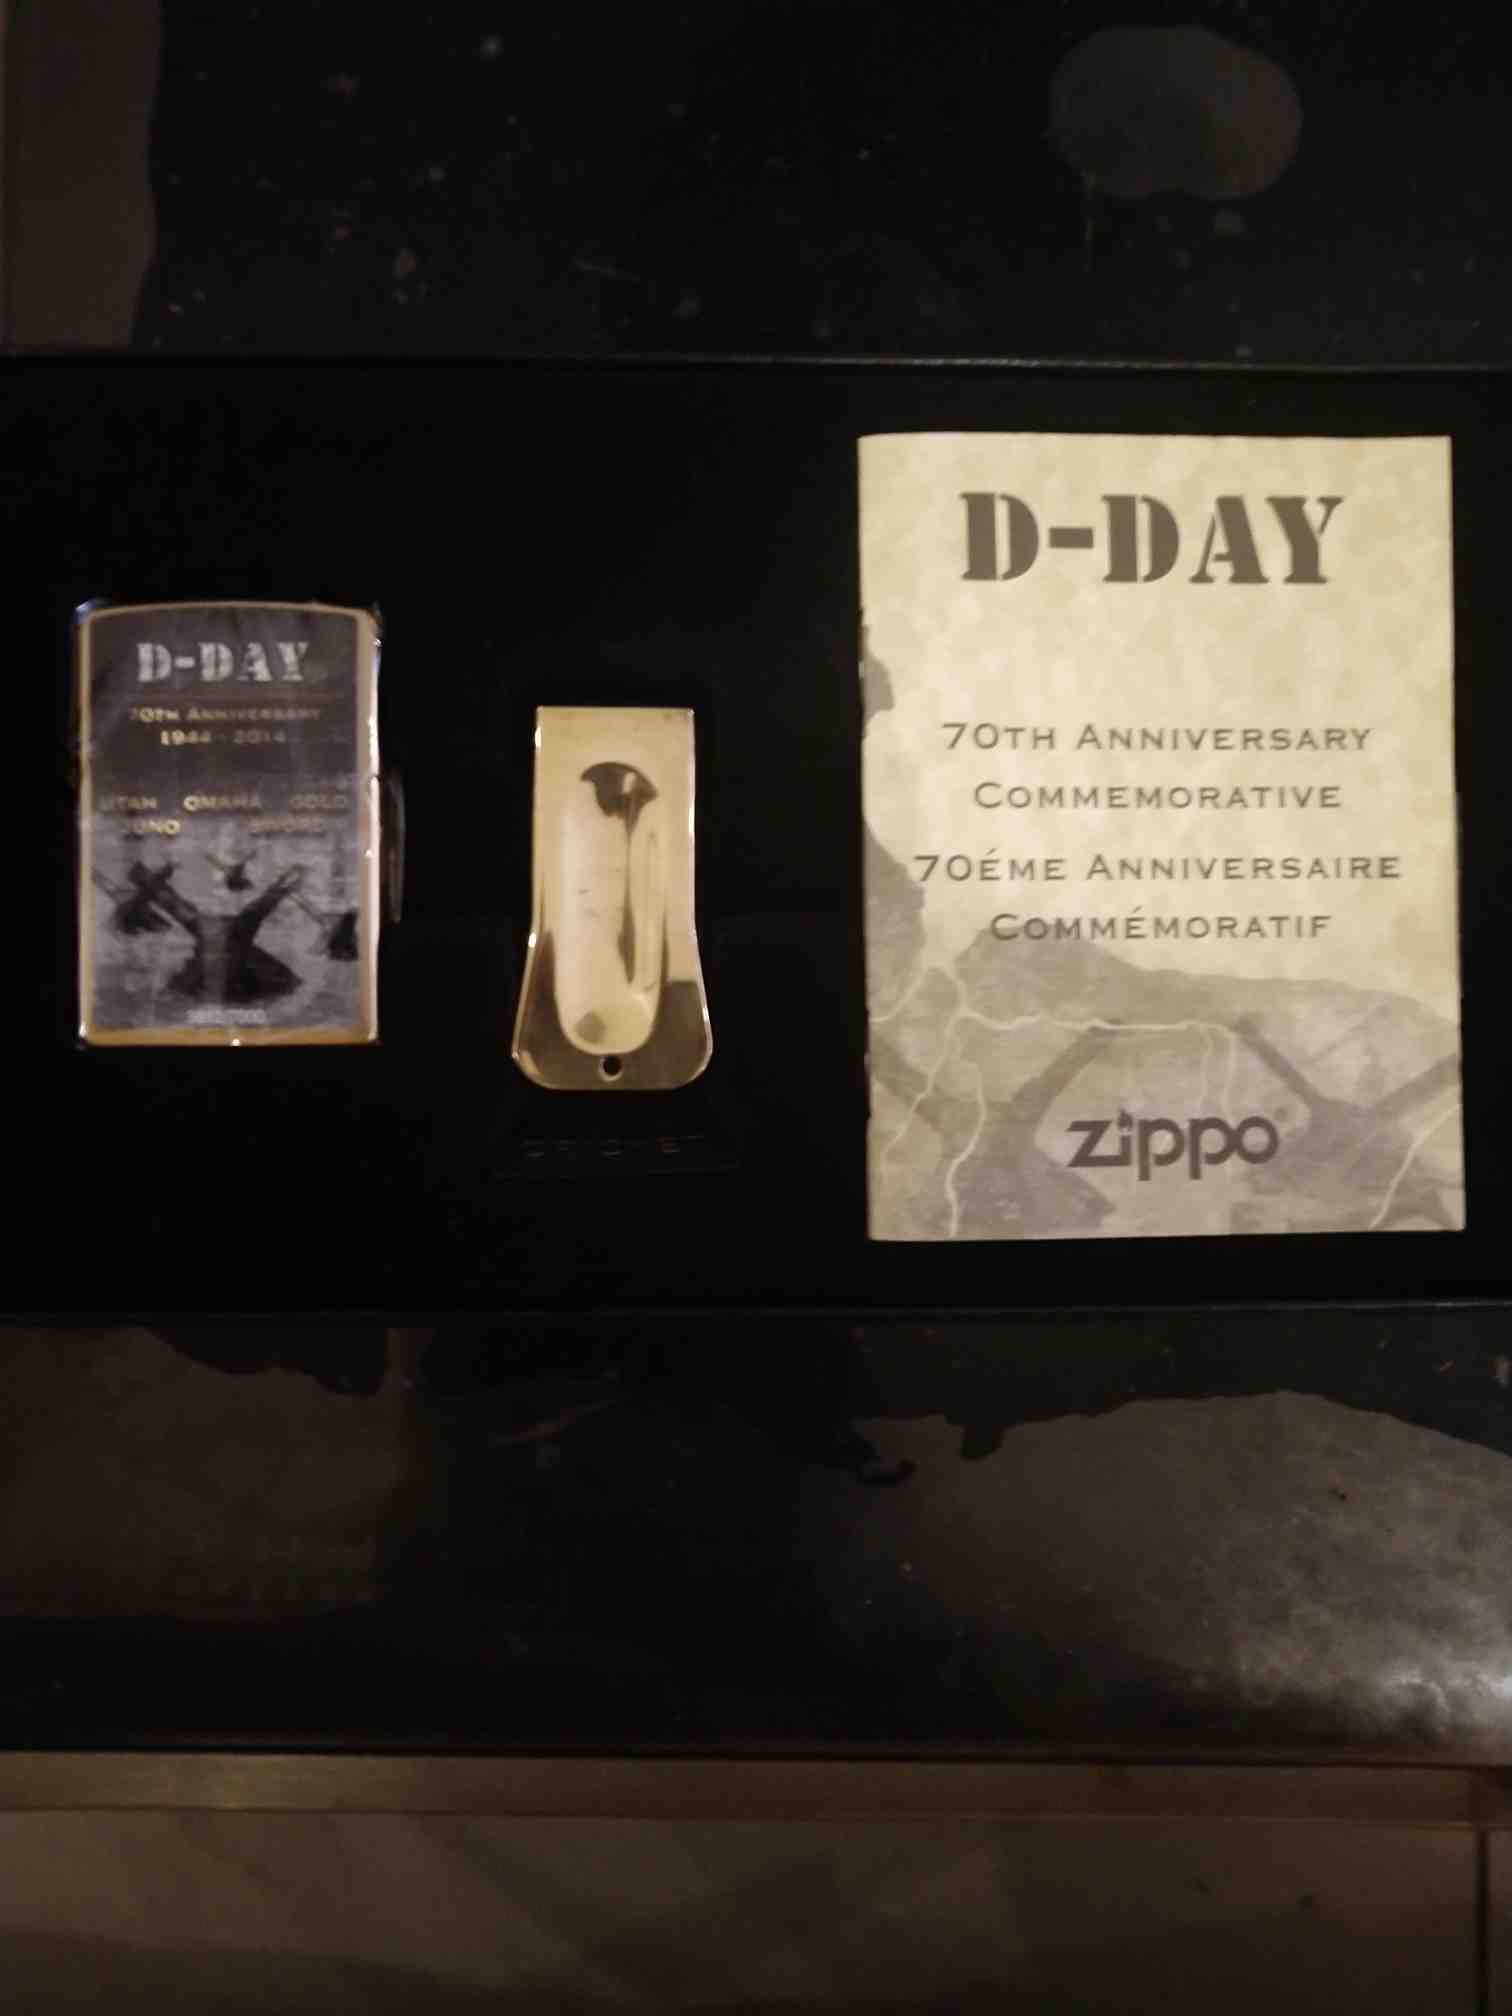 D-DAY
70TH ANNIVERSARY
1944 - 2014
UTAH OMAHA GOLD
JUNO SWORD
D-DAY
70TH ANNIVERSARY
COMMEMORATIVE
70ÉME ANNIVERSAIRE
COMMÉMORATIF
zippo